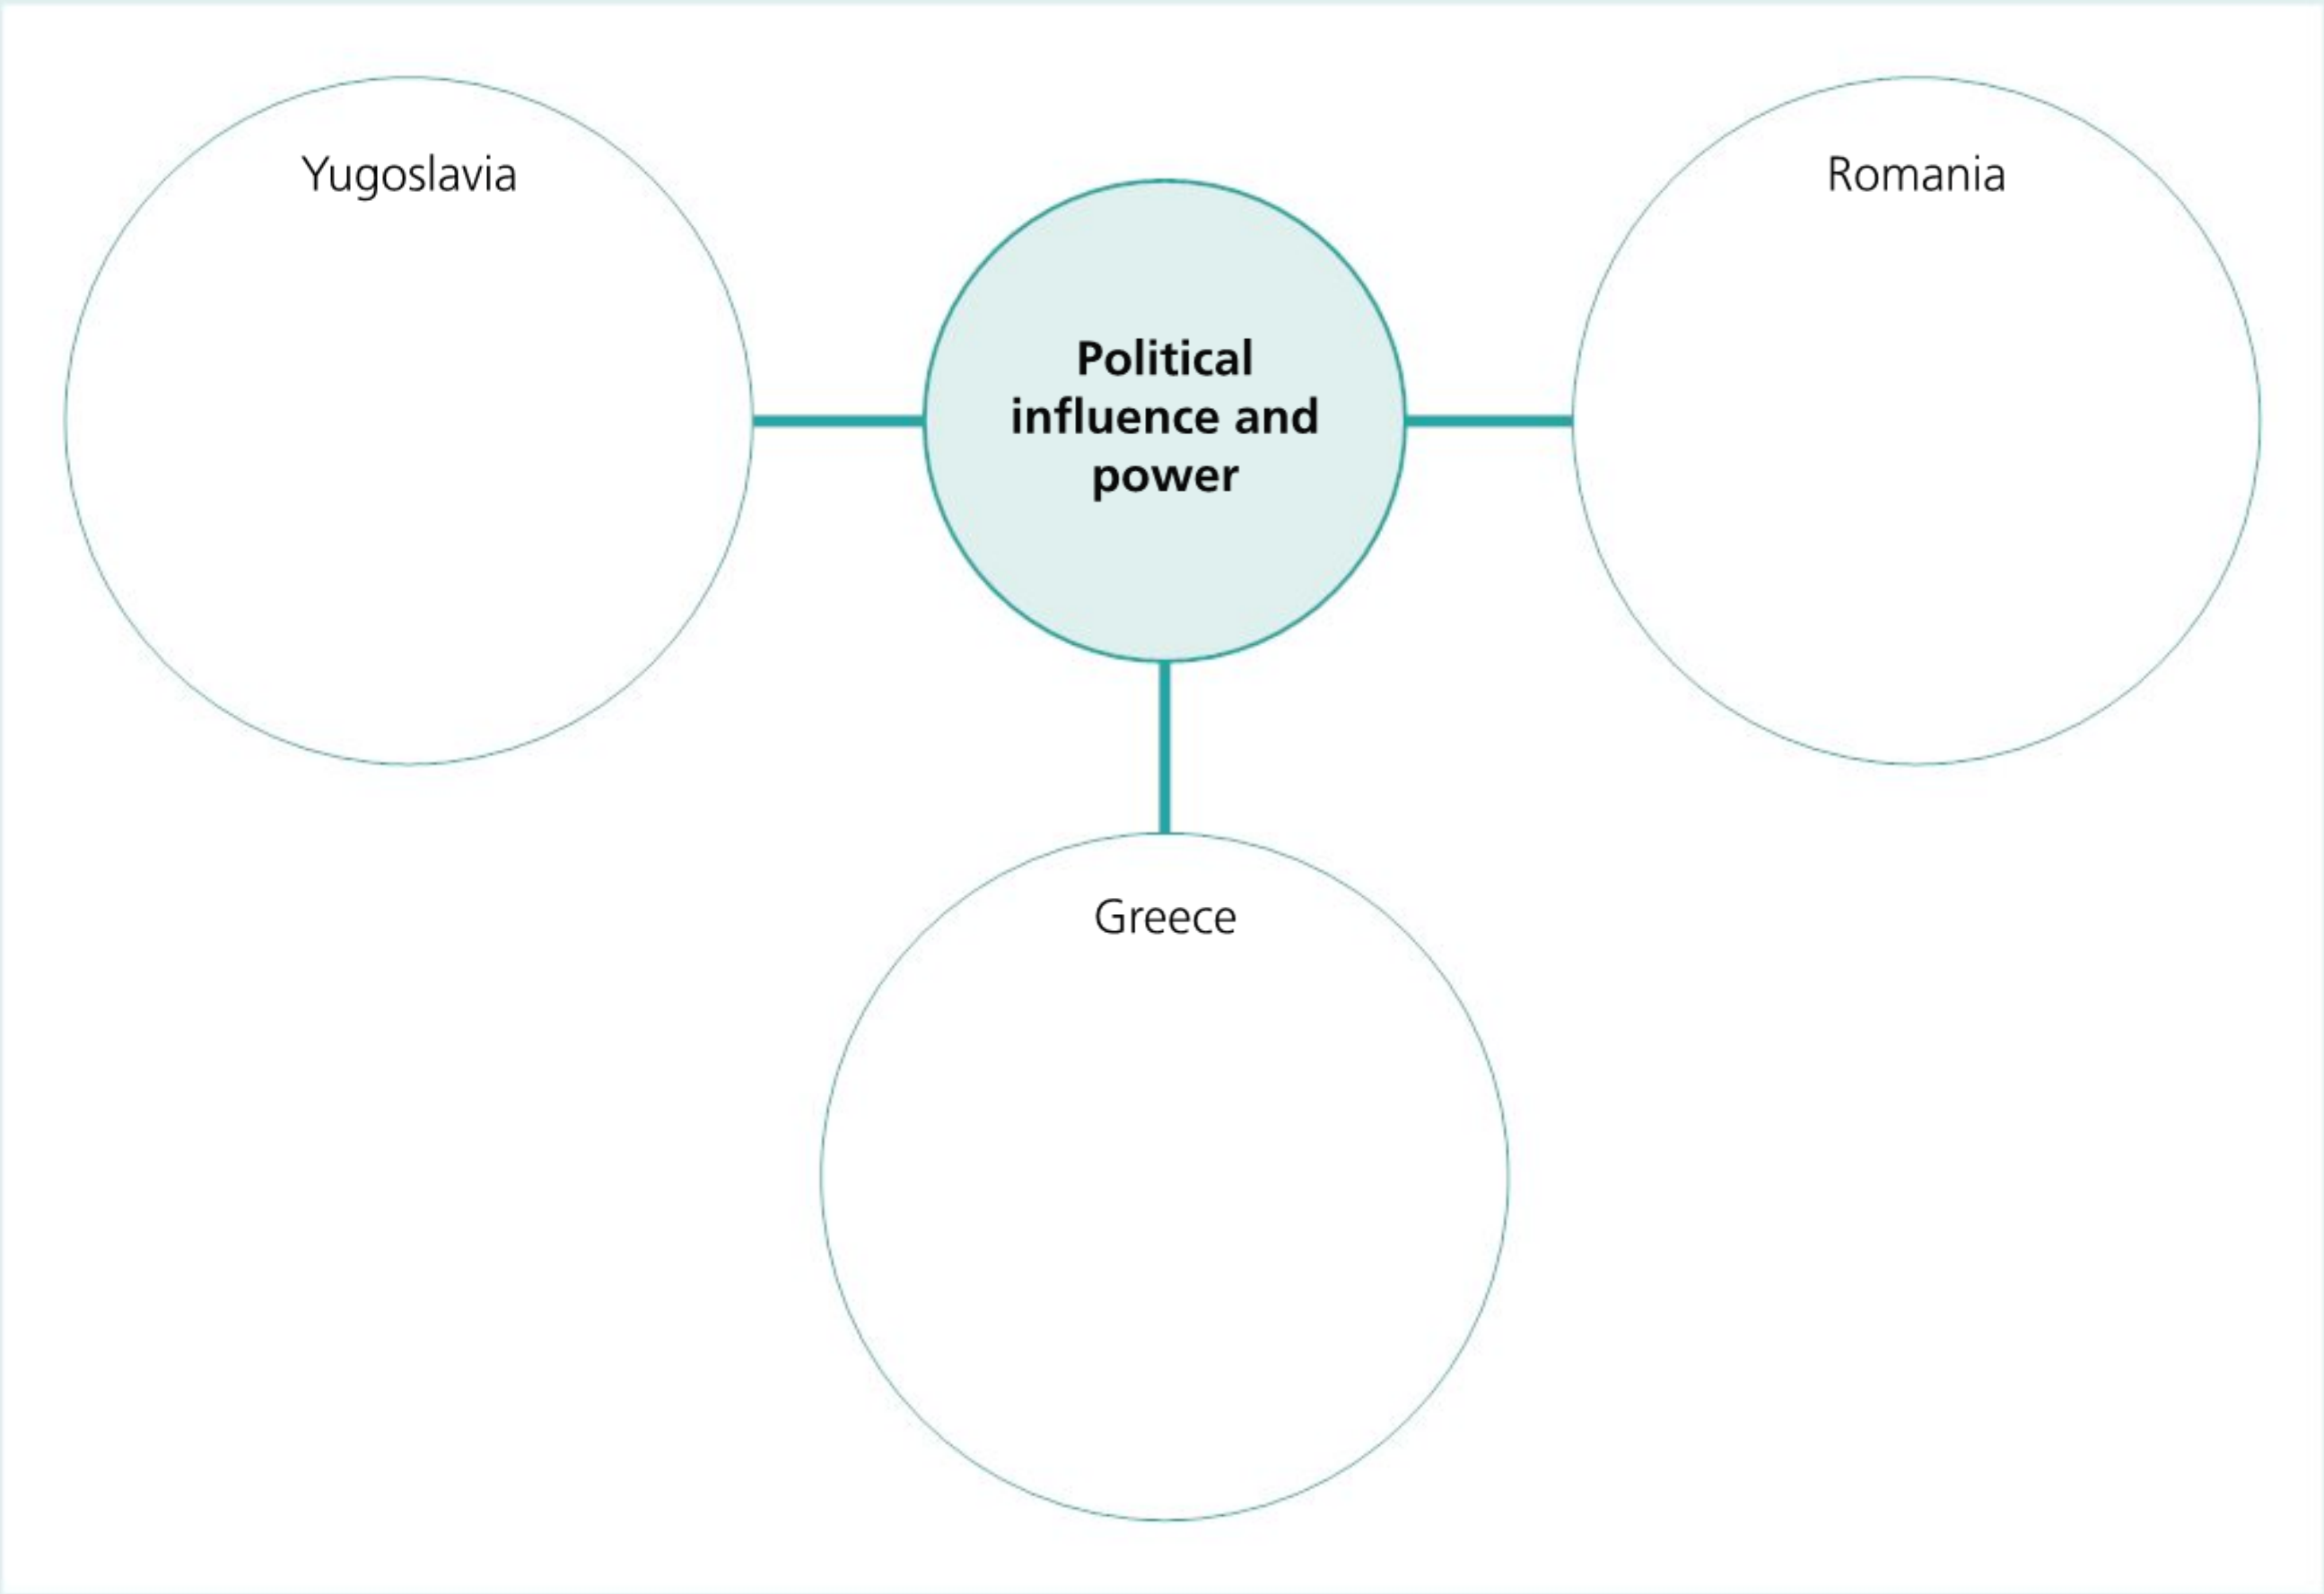 Yugoslavia
Political
influence and
power
Romania
Greece